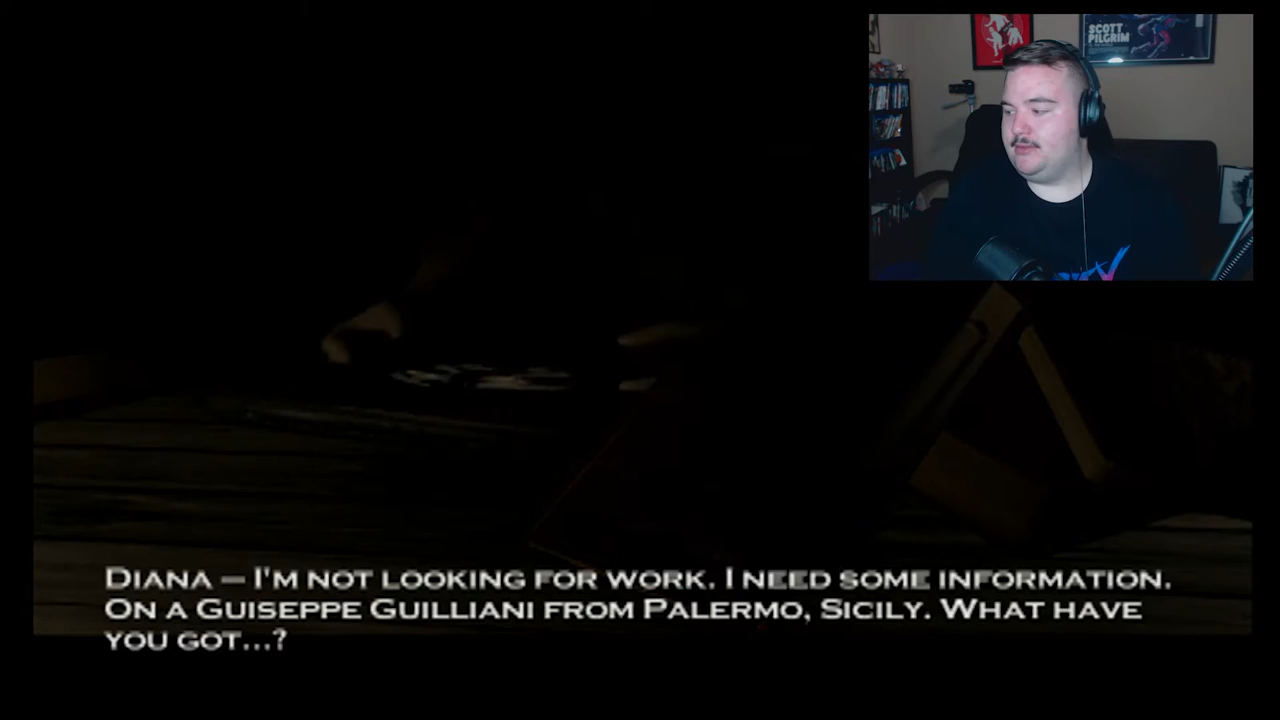 SCOTT
PILGRIM
DIANA – I'M NOT LOOKING FOR WORK. I NEED SOME INFORMATION.
ON A GUISEPPE GUILLIANI FROM PALERMO, SICILY. WHAT HAVE
YOU GOT...?